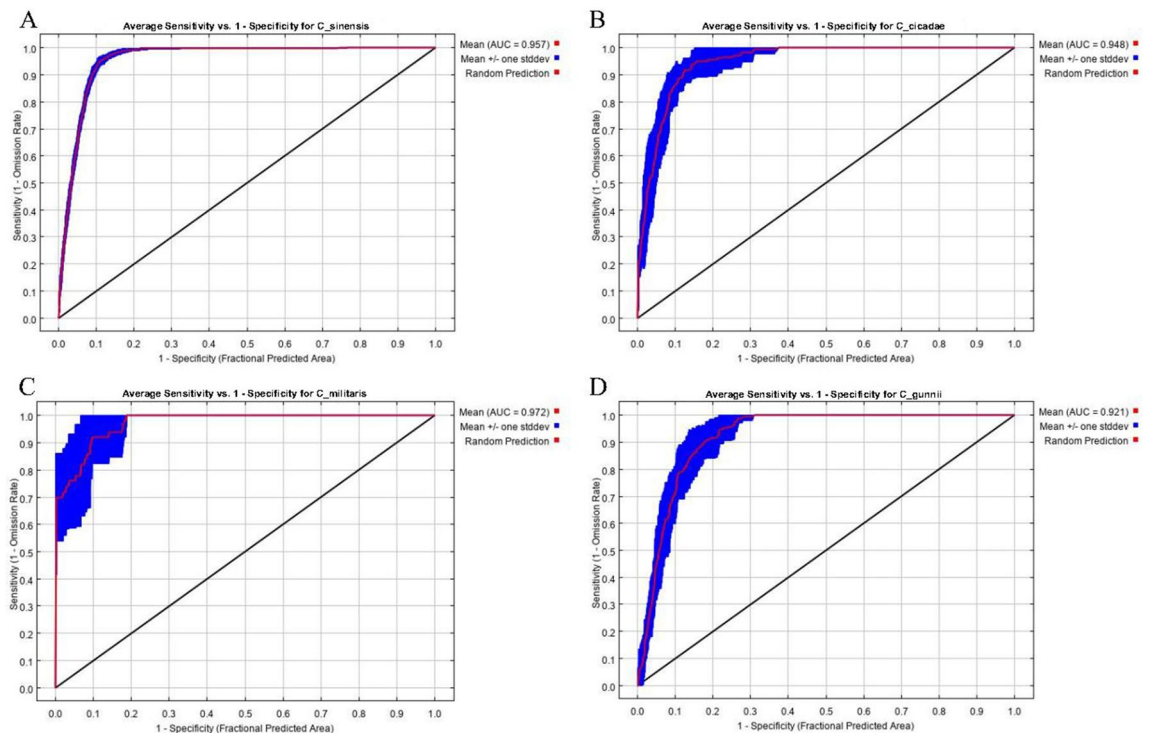 A
Average Sensitivity vs. 1 - Specificity for C_sinensis
Mean (AUC = 0.957)
Mean +/- one stddev
Random Prediction
Sensitivity (1 - Omission Rate)
1.0
0.9
0.8
0.7
0.6
0.5
0.4
0.3
0.2
0.1
0.0
0.0 0.1 0.2 0.3 0.4 0.5 0.6 0.7 0.8 0.9 1.0
1 - Specificity (Fractional Predicted Area)
B
Average Sensitivity vs. 1 - Specificity for C_cicadae
Mean (AUC = 0.948)
Mean +/- one stddev
Random Prediction
Sensitivity (1 - Omission Rate)
1.0
0.9
0.8
0.7
0.6
0.5
0.4
0.3
0.2
0.1
0.0
0.0 0.1 0.2 0.3 0.4 0.5 0.6 0.7 0.8 0.9 1.0
1 - Specificity (Fractional Predicted Area)
C
Average Sensitivity vs. 1 - Specificity for C_militaris
Mean (AUC = 0.972)
Mean +/- one stddev
Random Prediction
Sensitivity (1 - Omission Rate)
1.0
0.9
0.8
0.7
0.6
0.5
0.4
0.3
0.2
0.1
0.0
0.0 0.1 0.2 0.3 0.4 0.5 0.6 0.7 0.8 0.9 1.0
1 - Specificity (Fractional Predicted Area)
D
Average Sensitivity vs. 1 - Specificity for C_gunnii
Mean (AUC = 0.921)
Mean +/- one stddev
Random Prediction
Sensitivity (1 - Omission Rate)
1.0
0.9
0.8
0.7
0.6
0.5
0.4
0.3
0.2
0.1
0.0
0.0 0.1 0.2 0.3 0.4 0.5 0.6 0.7 0.8 0.9 1.0
1 - Specificity (Fractional Predicted Area)